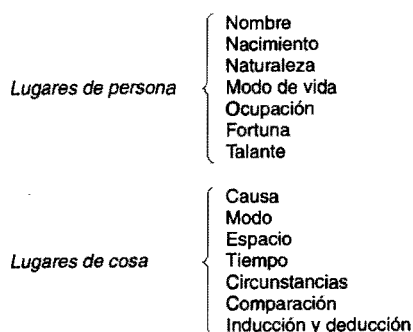 Lugares de persona
Nombre
Nacimiento
Naturaleza
Modo de vida
Ocupación
Fortuna
Talante
Lugares de cosa
Causa
Modo
Espacio
Tiempo
Circunstancias
Comparación
Inducción y deducción